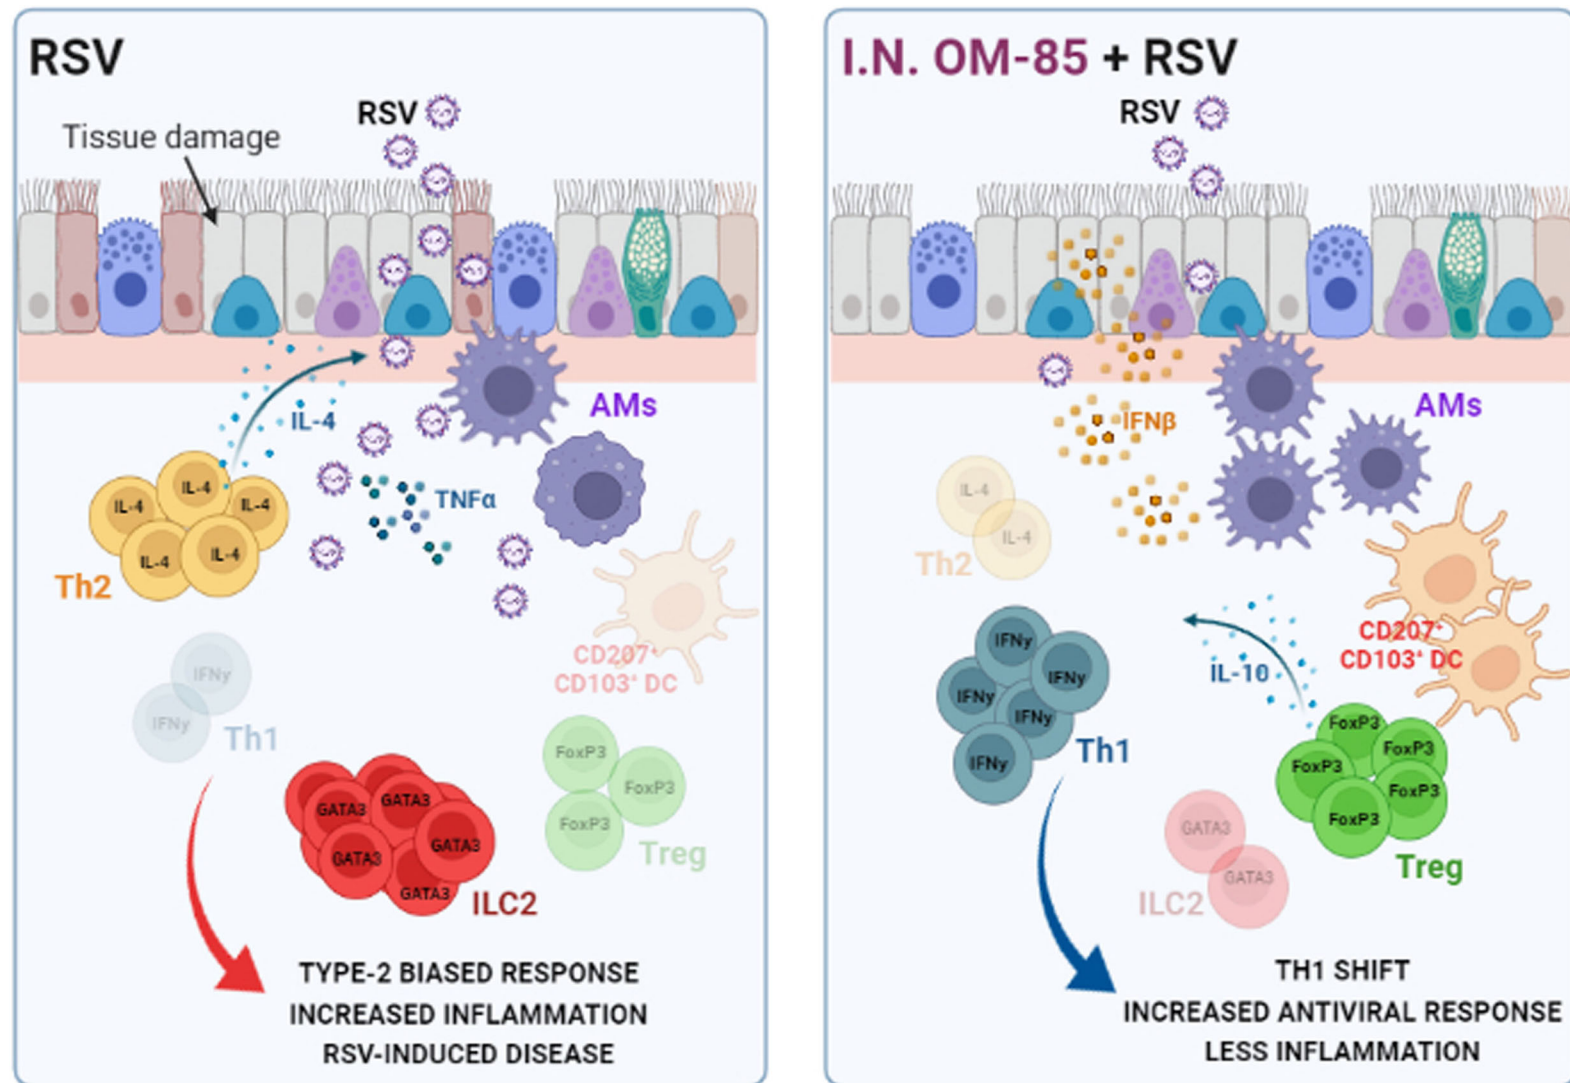 RSV
Tissue damage
RSV
IL-4
AMs
TNFα
IL-4
IL-4
IL-4
IL-4
IL-4
Th2
CD207⁺
CD103⁺ DC
IFNγ
IFNγ
Th1
FoxP3
FoxP3
FoxP3
Treg
GATA3
GATA3
GATA3
GATA3
GATA3
ILC2
TYPE-2 BIASED RESPONSE
INCREASED INFLAMMATION
RSV-INDUCED DISEASE
I.N. OM-85 + RSV
RSV
AMs
IFNβ
IL-4
IL-4
Th2
CD207⁺
CD103⁺ DC
IL-10
IFNγ
IFNγ
IFNγ
IFNγ
IFNγ
Th1
FoxP3
FoxP3
FoxP3
FoxP3
FoxP3
Treg
GATA3
GATA3
ILC2
TH1 SHIFT
INCREASED ANTIVIRAL RESPONSE
LESS INFLAMMATION